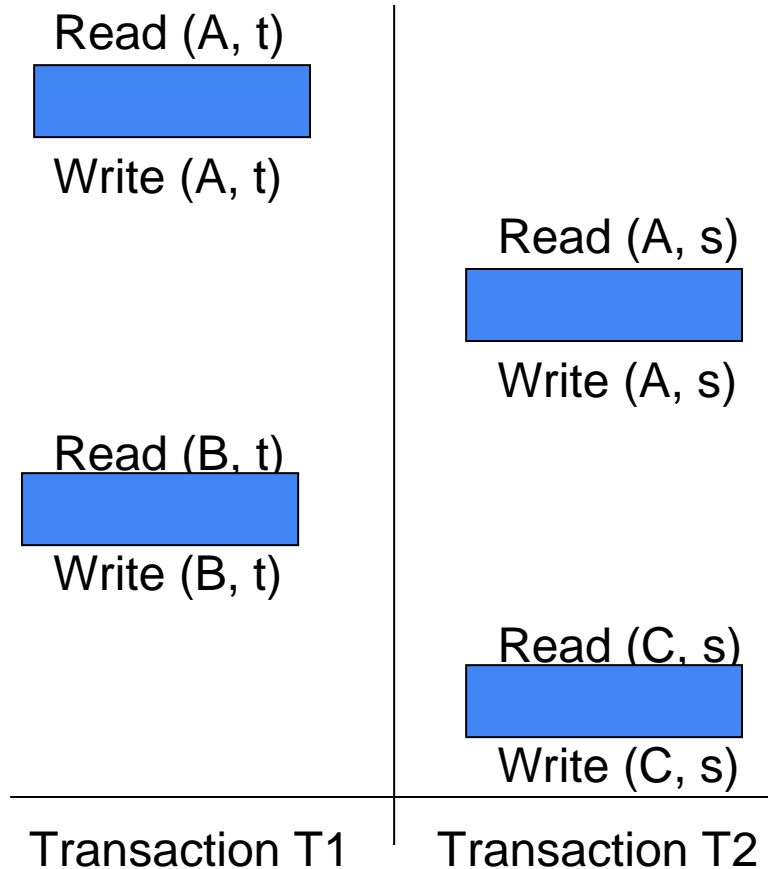 Read (A, t)
Write (A, t)
Read (A, s)
Write (A, s)
Read (B, t)
Write (B, t)
Read (C, s)
Write (C, s)
Transaction T1
Transaction T2